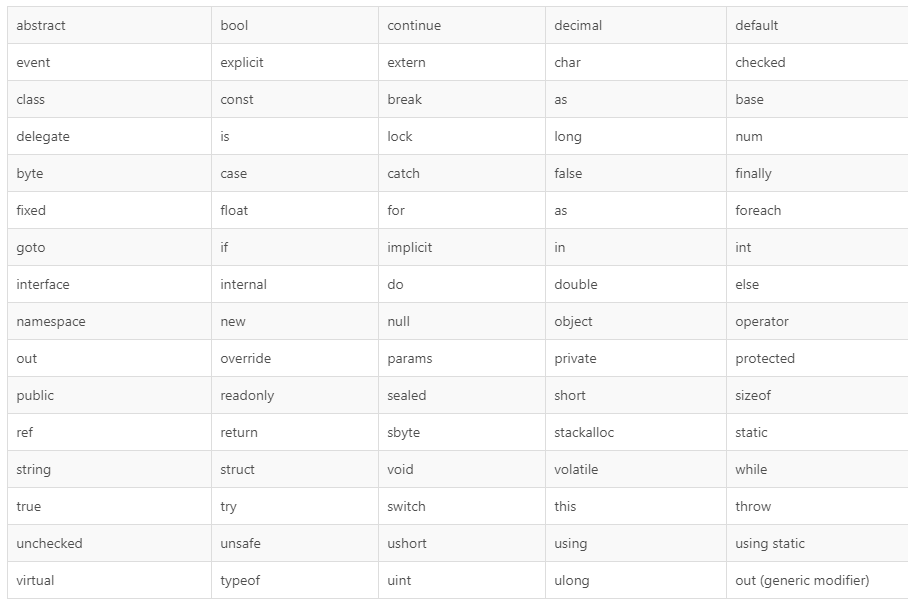 abstract bool continue decimal default
event explicit extern char checked
class const break as base
delegate is lock long num
byte case catch false finally
fixed float for as foreach
goto if implicit in int
interface internal do double else
namespace new null object operator
out override params private protected
public readonly sealed short sizeof
ref return sbyte stackalloc static
string struct void volatile while
true try switch this throw
unchecked unsafe ushort using using static
virtual typeof uint ulong out (generic modifier)